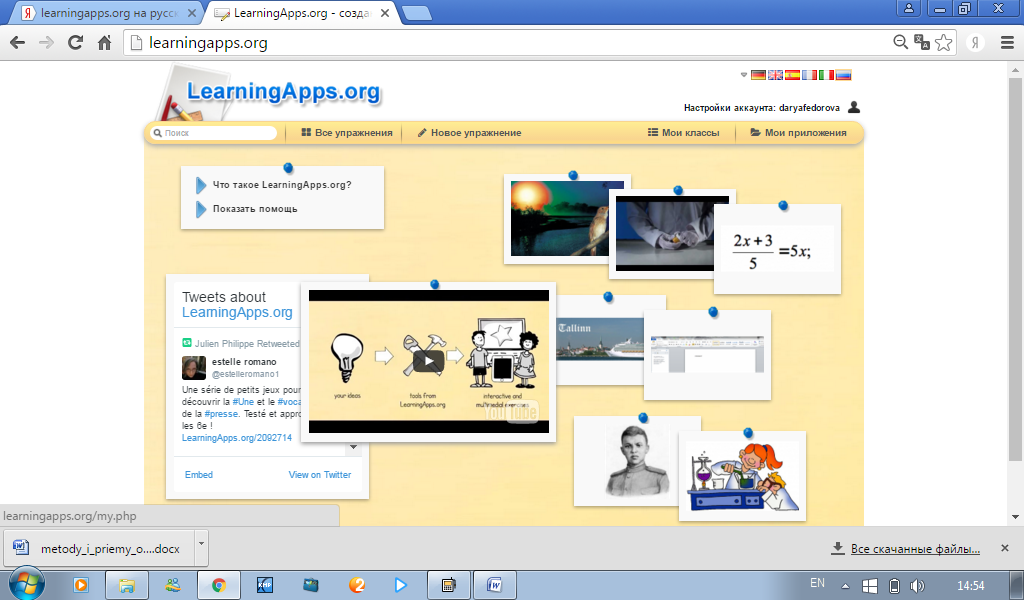 learningapps.org на русск
LearningApps.org - созда
learningapps.org
Я
LearningApps.org
Настройки аккаунта: daryafedorova
Поиск
Все упражнения
Новое упражнение
Мои классы
Мои приложения
Что такое LearningApps.org?
Показать помощь
2x+3
5
=5x;
Tweets about
LearningApps.org
Julien Philippe Retweeted
estelle romano
@estelleromano1
Une série de petits jeux pour
découvrir la #Une et le #voca
de la #presse. Testé et appro
les 6e !
LearningApps.org/2092714
Embed
View on Twitter
your ideas
tools from
LearningApps.org
interactive and
multimedial exercises
YouTube
Tallinn
learningapps.org/my.php
metody_i_priemy_o....docx
Все скачанные файлы...
EN
14:54